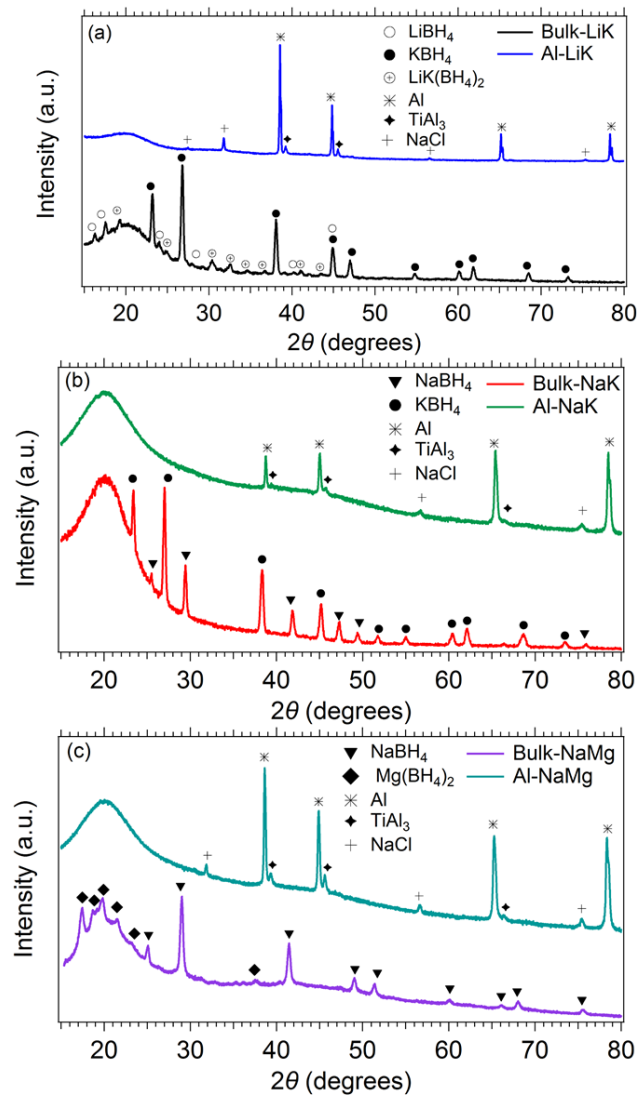 (a)
LiBH4
KBH4
LiK(BH4)2
Al
TiAl3
NaCl
Bulk-LiK
Al-LiK
Intensity (a.u.)
20 30 40 50 60 70 80
2θ (degrees)
(b)
NaBH4
KBH4
Al
TiAl3
NaCl
Bulk-NaK
Al-NaK
Intensity (a.u.)
20 30 40 50 60 70 80
2θ (degrees)
(c)
NaBH4
Mg(BH4)2
Al
TiAl3
NaCl
Bulk-NaMg
Al-NaMg
Intensity (a.u.)
20 30 40 50 60 70 80
2θ (degrees)